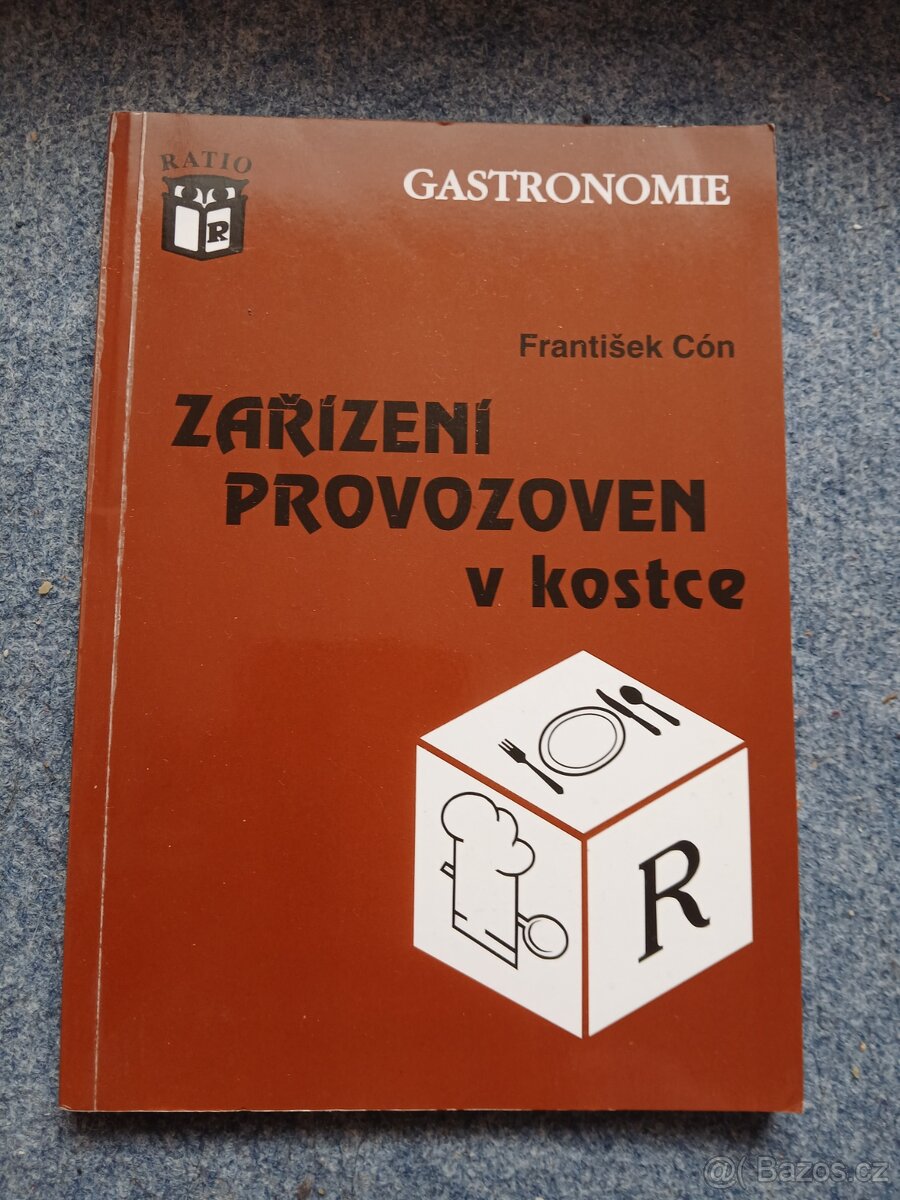 RATIO
R
GASTRONOMIE
František Cón
ZAŘÍZENÍ
PROVOZOVEN
v kostce
R
@( Bazos.cz